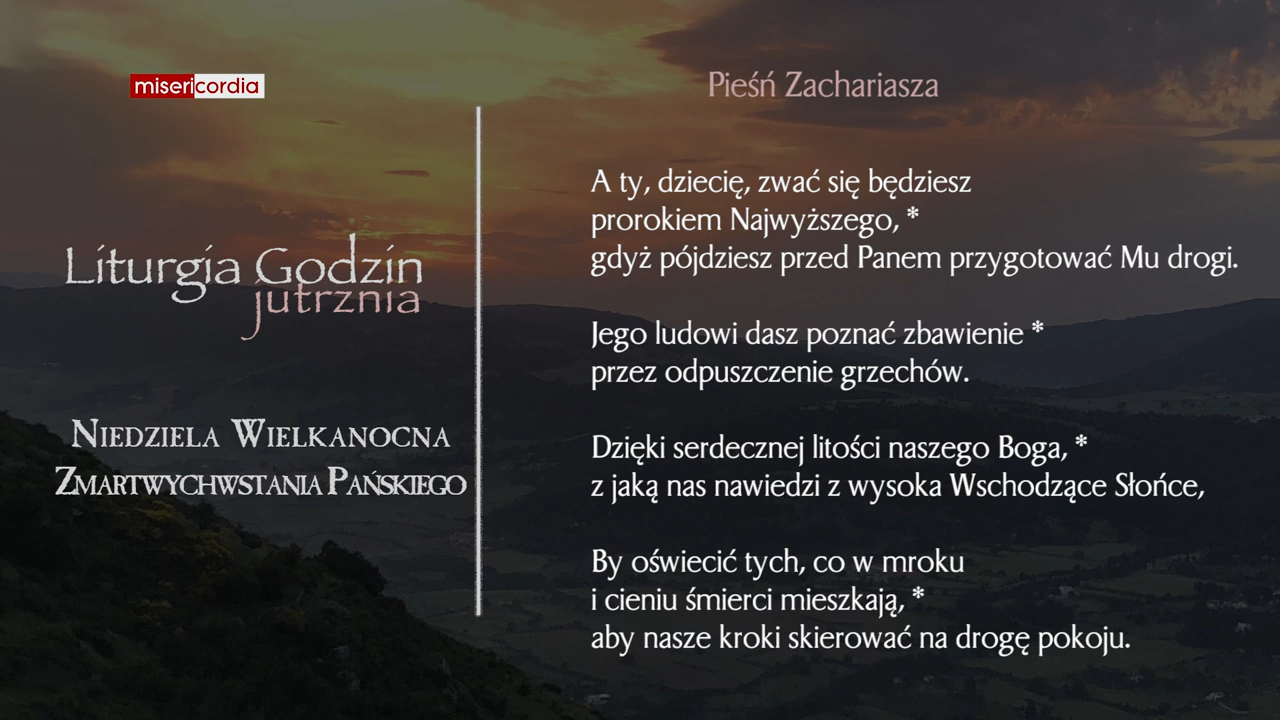 misericordia
Liturgia Godzin
jutrznia
Niedziela Wielkanocna
Zmartwychwstania Pańskiego
Pieśń Zachariasza
A ty, dziecię, zwać się będziesz
prorokiem Najwyższego, *
gdyż pójdziesz przed Panem przygotować Mu drogi.
Jego ludowi dasz poznać zbawienie *
przez odpuszczenie grzechów.
Dzięki serdecznej litości naszego Boga, *
z jaką nas nawiedzi z wysoka Wschodzące Słońce,
By oświecić tych, co w mroku
i cieniu śmierci mieszkają, *
aby nasze kroki skierować na drogę pokoju.